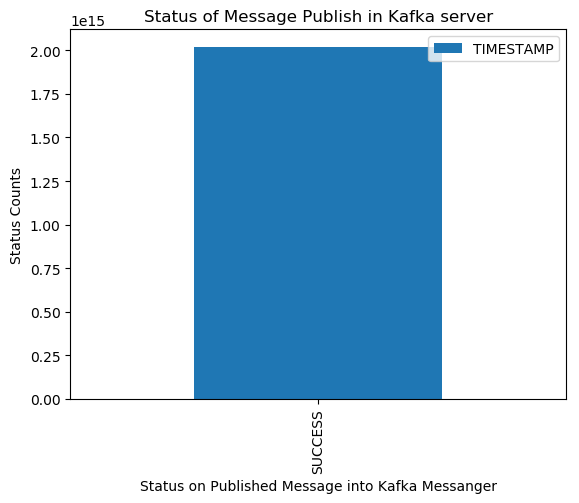 Status of Message Publish in Kafka server
1e15
TIMESTAMP
2.00
1.75
1.50
1.25
1.00
0.75
0.50
0.25
0.00
Status Counts
SUCCESS
Status on Published Message into Kafka Messanger